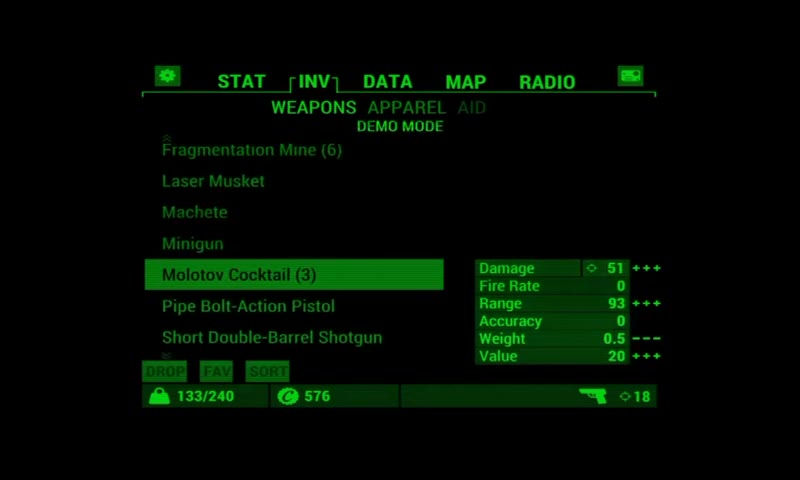 STAT INV DATA MAP RADIO
WEAPONS APPAREL AID
DEMO MODE
Fragmentation Mine (6)
Laser Musket
Machete
Minigun
Molotov Cocktail (3)
Pipe Bolt-Action Pistol
Short Double-Barrel Shotgun
Damage 51 +++
Fire Rate 0
Range 93 +++
Accuracy 0
Weight 0.5 ---
Value 20 +++
DROP FAV SORT
133/240 576 18